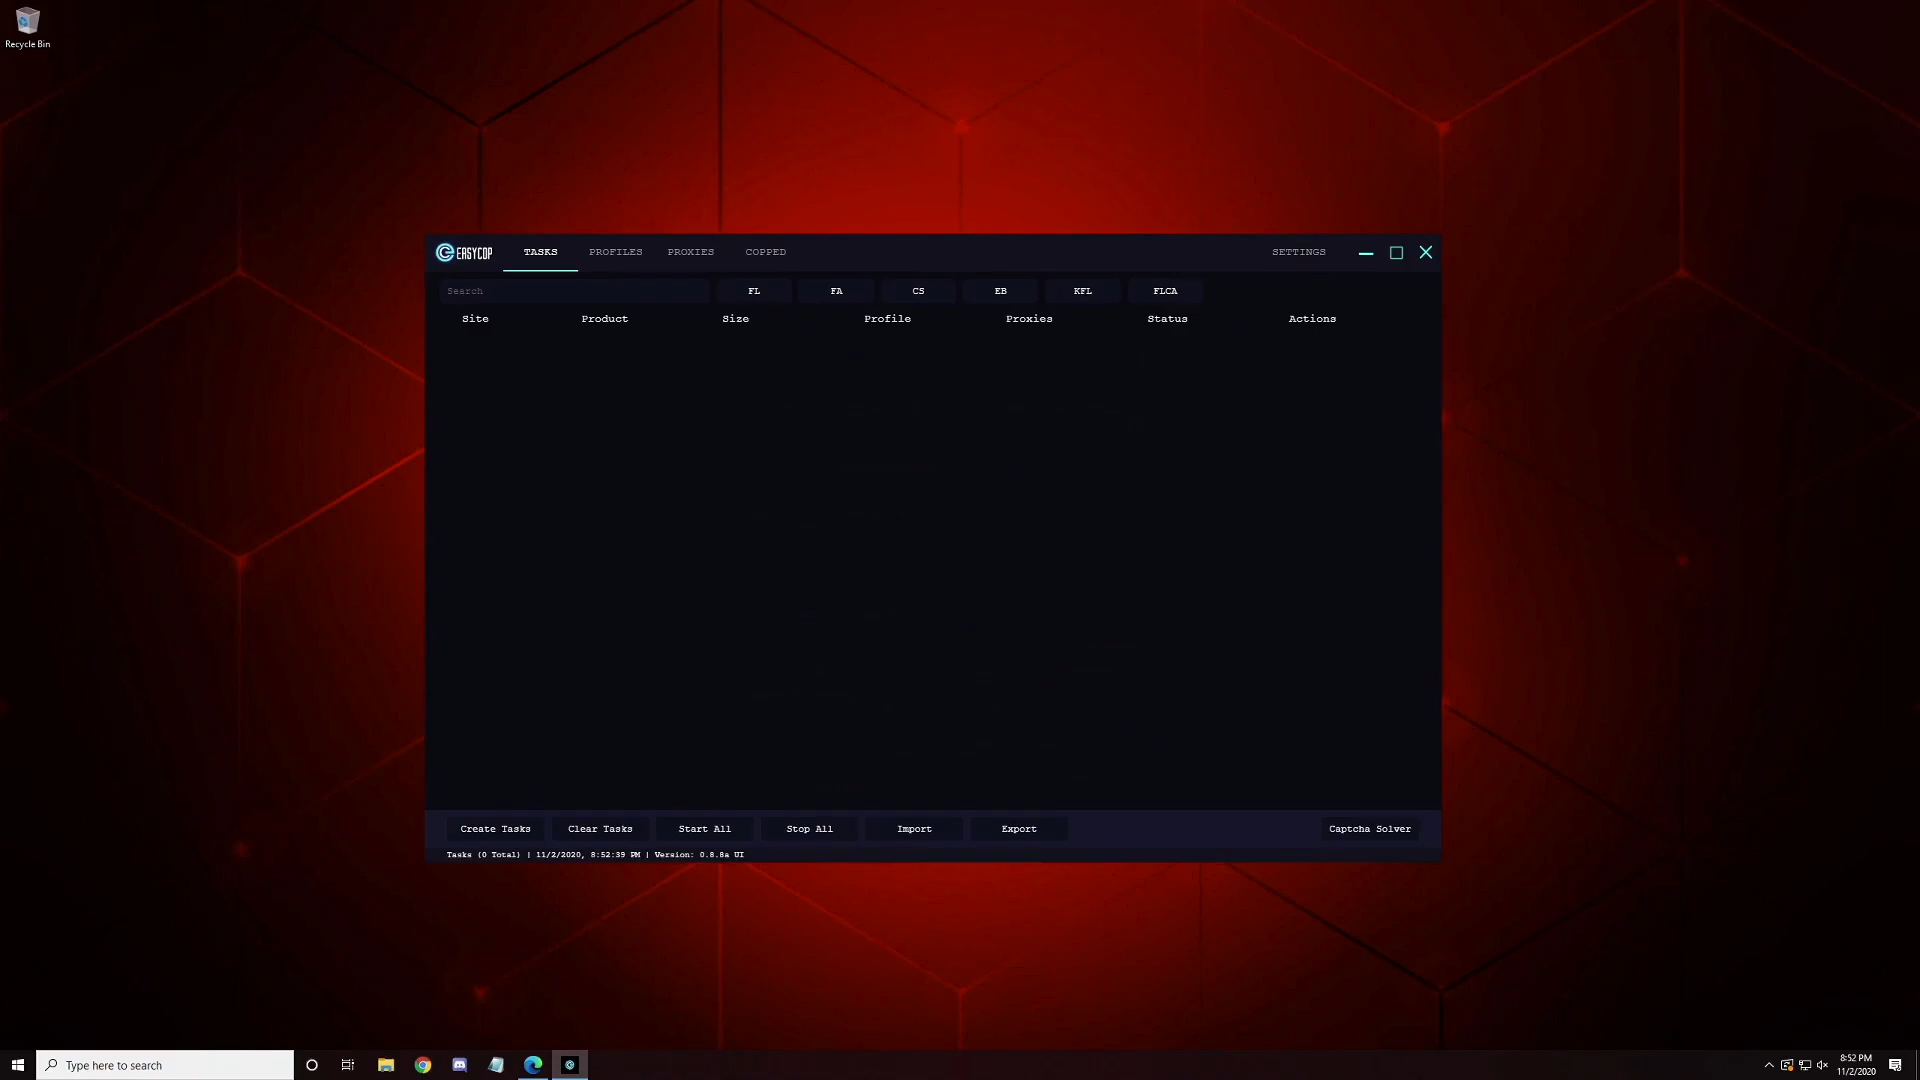 Recycle Bin
EASYCOP TASKS PROFILES PROXIES COPPED SETTINGS
Search FL FA CS EB KFL FLCA
Site Product Size Profile Proxies Status Actions
Create Tasks Clear Tasks Start All Stop All Import Export Captcha Solver
Tasks (0 Total) | 11/2/2020, 8:52:39 PM | Version: 0.8.8a UI
Type here to search
8:52 PM
11/2/2020